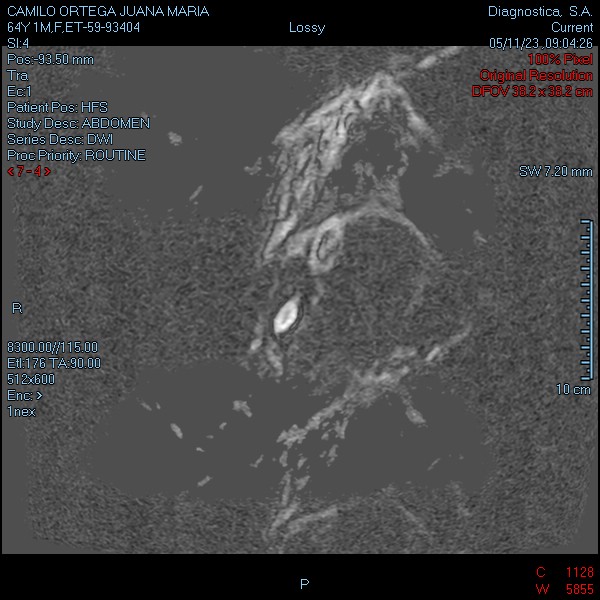 CAMILO ORTEGA JUANA MARIA
64Y 1M,F,ET-59-93404
SI:4
Pos:-93.50 mm
Tra
Ec:1
Patient Pos: HFS
Study Desc: ABDOMEN
Series Desc: DWI
Proc Priority: ROUTINE
< 7 - 4 >
Lossy
Diagnostica, S.A.
Current
05/11/23 ,09:04:26
100% Pixel
Original Resolution
DFOV 38.2 x 38.2 cm
SW 7.20 mm
R
8300.00//115.00
Etl:176 TA:90.00
512x600
Enc: >
1nex
10 cm
P
C 1128
W 5855